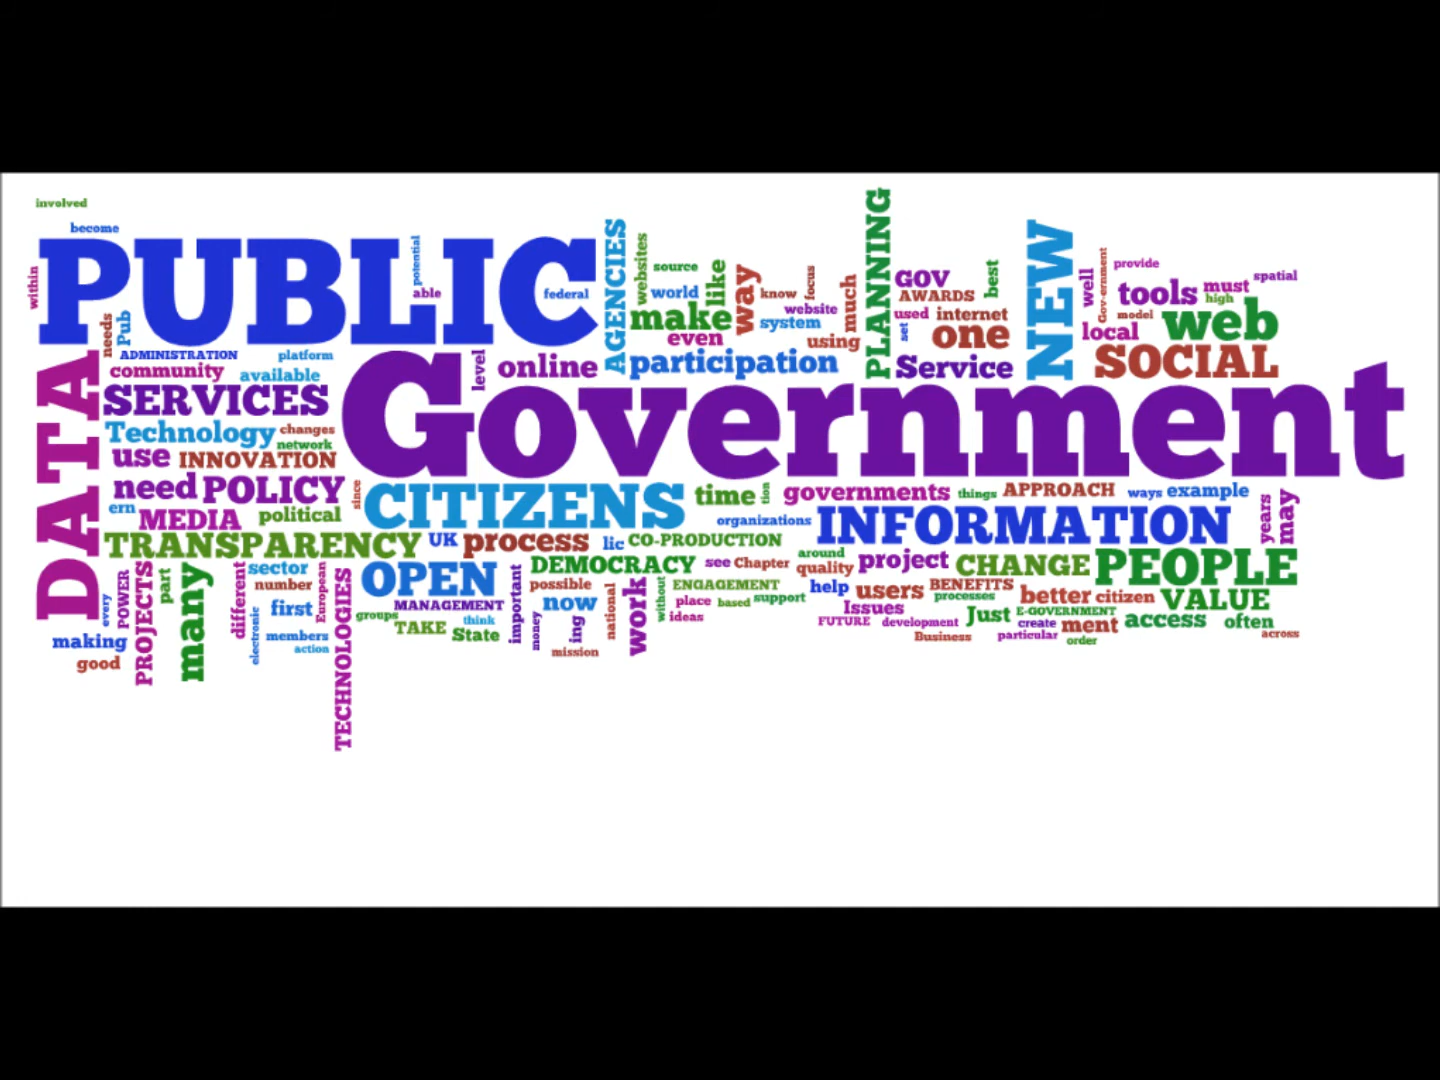 involved
become
within
PUBLIC
potential
able
federal
AGENCIES
websites
source
world
like
make
even
way
know
focus
website
system
much
using
participation
PLANNING
GOV
AWARDS
best
used
internet
set
one
Service
NEW
well
Gov-ernment
provide
tools
must
spatial
high
model
local
web
SOCIAL
needs
Pub
ADMINISTRATION
platform
community
available
level
online
DATA
SERVICES
Government
Technology
changes
network
use
INNOVATION
need
POLICY
since
CITIZENS
time
tion
governments
things
APPROACH
ways
example
ern
MEDIA
political
organizations
INFORMATION
years
may
TRANSPARENCY
UK
process
lic
CO-PRODUCTION
around
quality
project
CHANGE
PEOPLE
every
POWER
PROJECTS
part
many
different
sector
number
European
OPEN
DEMOCRACY
see
Chapter
important
possible
work
without
ENGAGEMENT
place
based
support
help
users
BENEFITS
processes
better
citizen
VALUE
making
good
electronic
first
members
action
TECHNOLOGIES
groups
MANAGEMENT
TAKE
think
State
money
now
ing
national
mission
ideas
Issues
FUTURE
development
Just
E-GOVERNMENT
create
ment
access
often
Business
particular
order
across